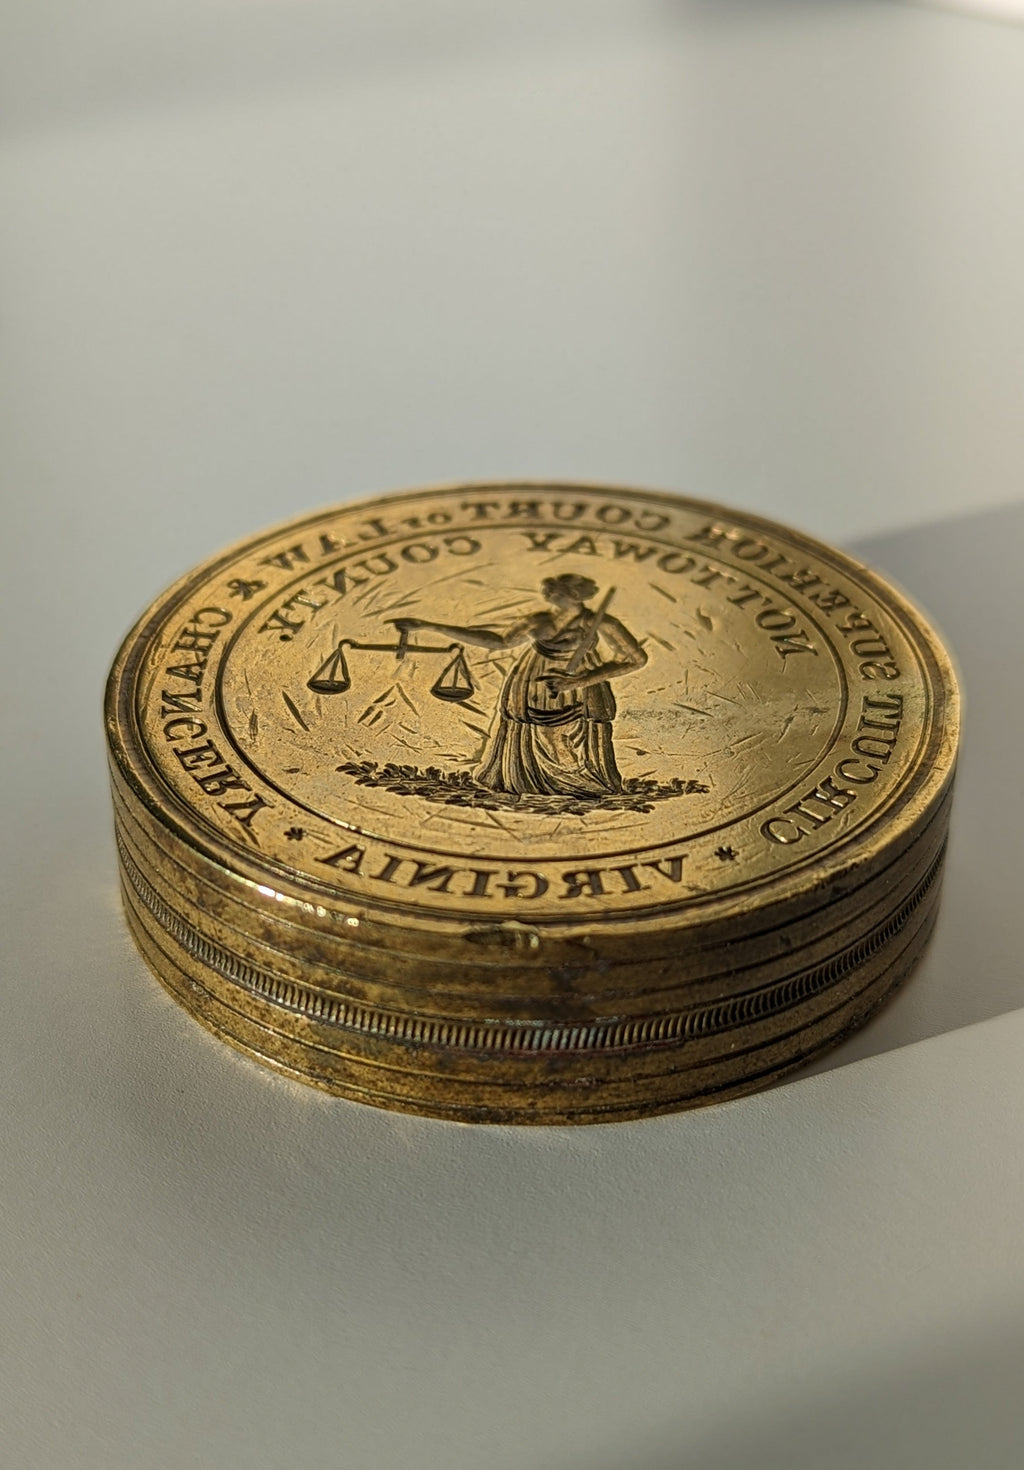 CIRCUIT SUPERIOR COURT OF LAW & CHANCERY * VIRGINIA *
NOTTOWAY COUNTY.